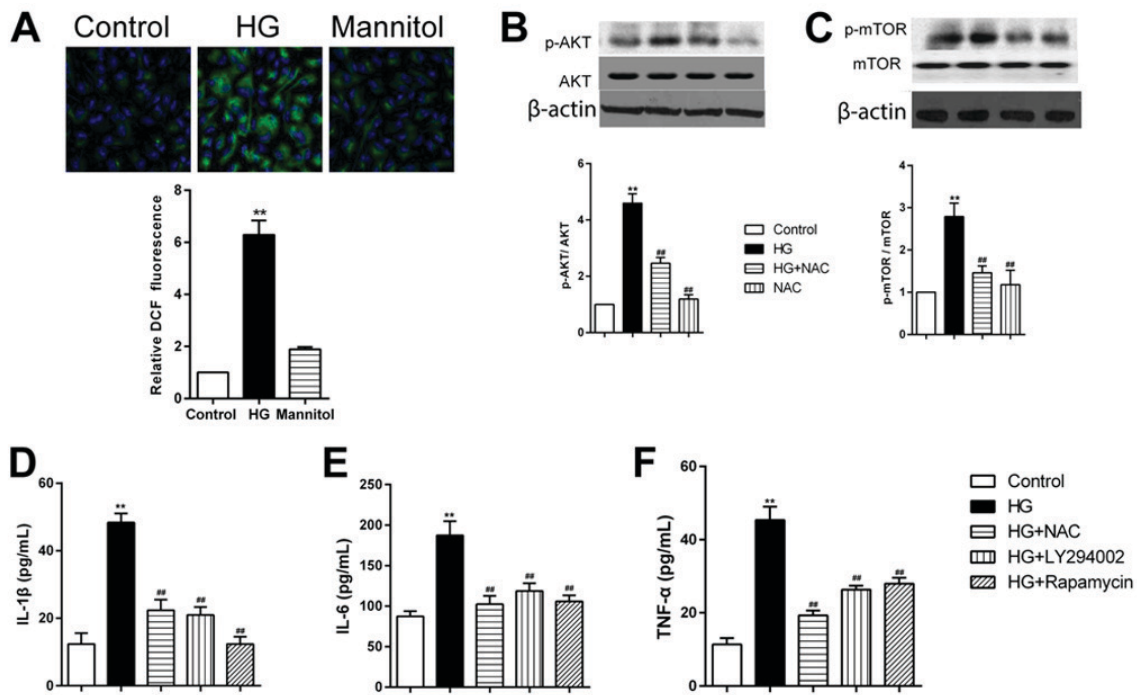 A
Control HG Mannitol
Relative DCF fluorescence
8
6
4
2
0
**
Control HG Mannitol
B
p-AKT
AKT
β-actin
p-AKT/ AKT
6
4
2
0
**
##
##
Control
HG
HG+NAC
NAC
C
p-mTOR
mTOR
β-actin
p-mTOR / mTOR
4
3
2
1
0
**
##
##
D
IL-1β (pg/mL)
60
40
20
0
**
##
##
##
E
IL-6 (pg/mL)
250
200
150
100
50
0
**
##
##
##
F
TNF-α (pg/mL)
60
40
20
0
**
##
##
##
Control
HG
HG+NAC
HG+LY294002
HG+Rapamycin